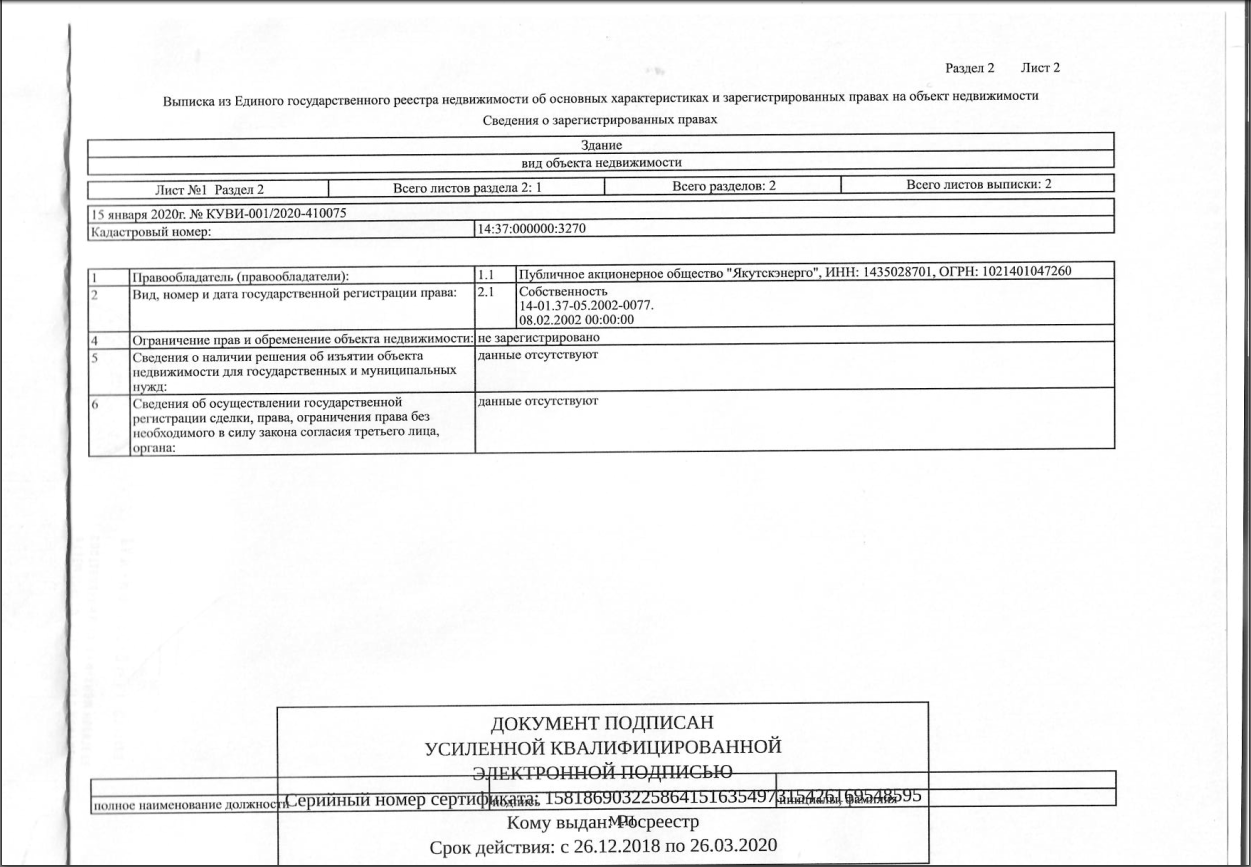 Раздел 2 Лист 2
Выписка из Единого государственного реестра недвижимости об основных характеристиках и зарегистрированных правах на объект недвижимости
Сведения о зарегистрированных правах
Здание
вид объекта недвижимости
Лист №1 Раздел 2 Всего листов раздела 2: 1 Всего разделов: 2 Всего листов выписки: 2
15 января 2020г. № КУВИ-001/2020-410075
Кадастровый номер: 14:37:000000:3270
1 Правообладатель (правообладатели): 1.1 Публичное акционерное общество "Якутскэнерго", ИНН: 1435028701, ОГРН: 1021401047260
2 Вид, номер и дата государственной регистрации права: 2.1 Собственность
14-01.37-05.2002-0077.
08.02.2002 00:00:00
4 Ограничение прав и обременение объекта недвижимости: не зарегистрировано
5 Сведения о наличии решения об изъятии объекта данные отсутствуют
недвижимости для государственных и муниципальных
нужд:
6 Сведения об осуществлении государственной данные отсутствуют
регистрации сделки, права, ограничения права без
необходимого в силу закона согласия третьего лица,
органа:
ДОКУМЕНТ ПОДПИСАН
УСИЛЕННОЙ КВАЛИФИЦИРОВАННОЙ
ЭЛЕКТРОННОЙ ПОДПИСЬЮ
полное наименование должности подпись инициалы, фамилия
Серийный номер сертификата: 158186903225864151635497315426169548595
М.П.
Кому выдан: Росреестр
Срок действия: с 26.12.2018 по 26.03.2020